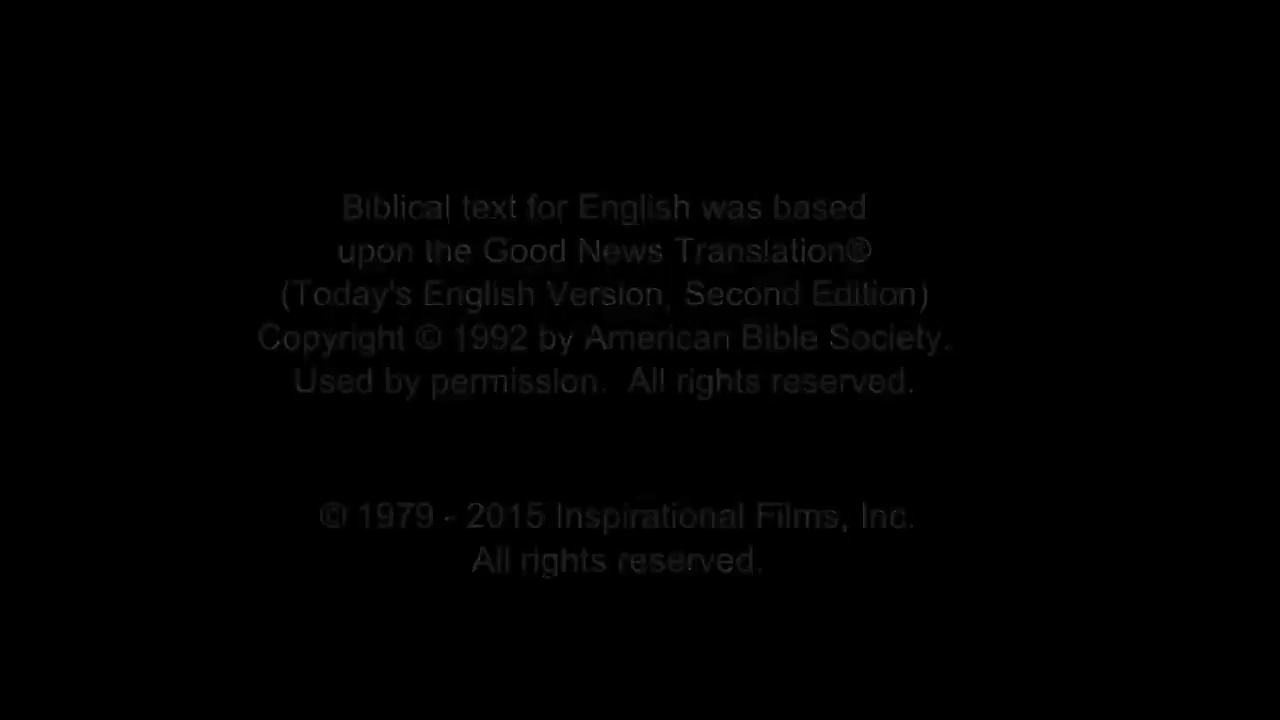 Biblical text for English was based
upon the Good News Translation®
(Today's English Version, Second Edition)
Copyright © 1992 by American Bible Society.
Used by permission.  All rights reserved.
© 1979 - 2015 Inspirational Films, Inc.
All rights reserved.